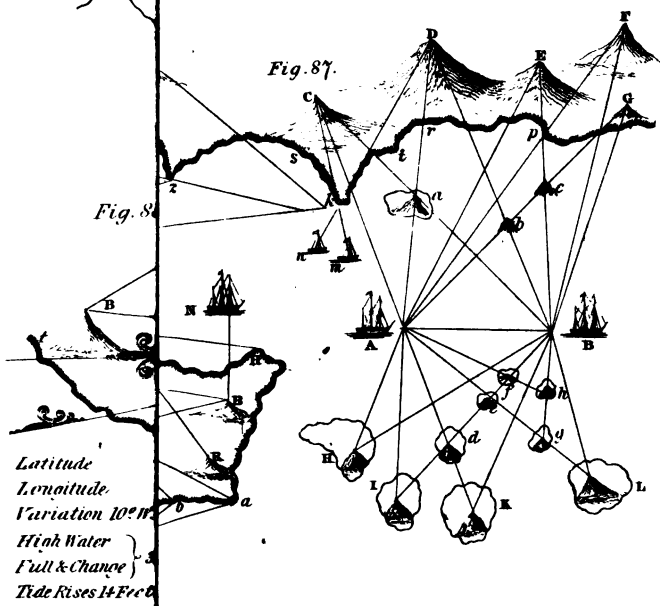 F
D
E
Fig. 87.
C
G
r
p
s
t
z
k
a
c
Fig. 8
b
n
m
B
N
A
B
t
H
f
h
e
B
d
g
H
R
Latitude
I
K
L
Longitude
a
Variation 10° W
b
High Water
Full & Change
Tide Rises 14 Feet